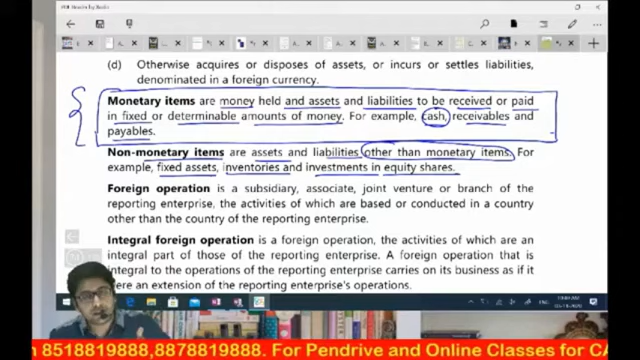 (d) Otherwise acquires or disposes of assets, or incurs or settles liabilities,
denominated in a foreign currency.
Monetary items are money held and assets and liabilities to be received or paid
in fixed or determinable amounts of money. For example, cash, receivables and
payables.
Non-monetary items are assets and liabilities other than monetary items. For
example, fixed assets, inventories and investments in equity shares.
Foreign operation is a subsidiary, associate, joint venture or branch of the
reporting enterprise, the activities of which are based or conducted in a country
other than the country of the reporting enterprise.
Integral foreign operation is a foreign operation, the activities of which are an
integral part of those of the reporting enterprise. A foreign operation that is
integral to the operations of the reporting enterprise carries on its business as if it
were an extension of the reporting enterprise's operations.
8518819888,8878819888. For Pendrive and Online Classes for CA